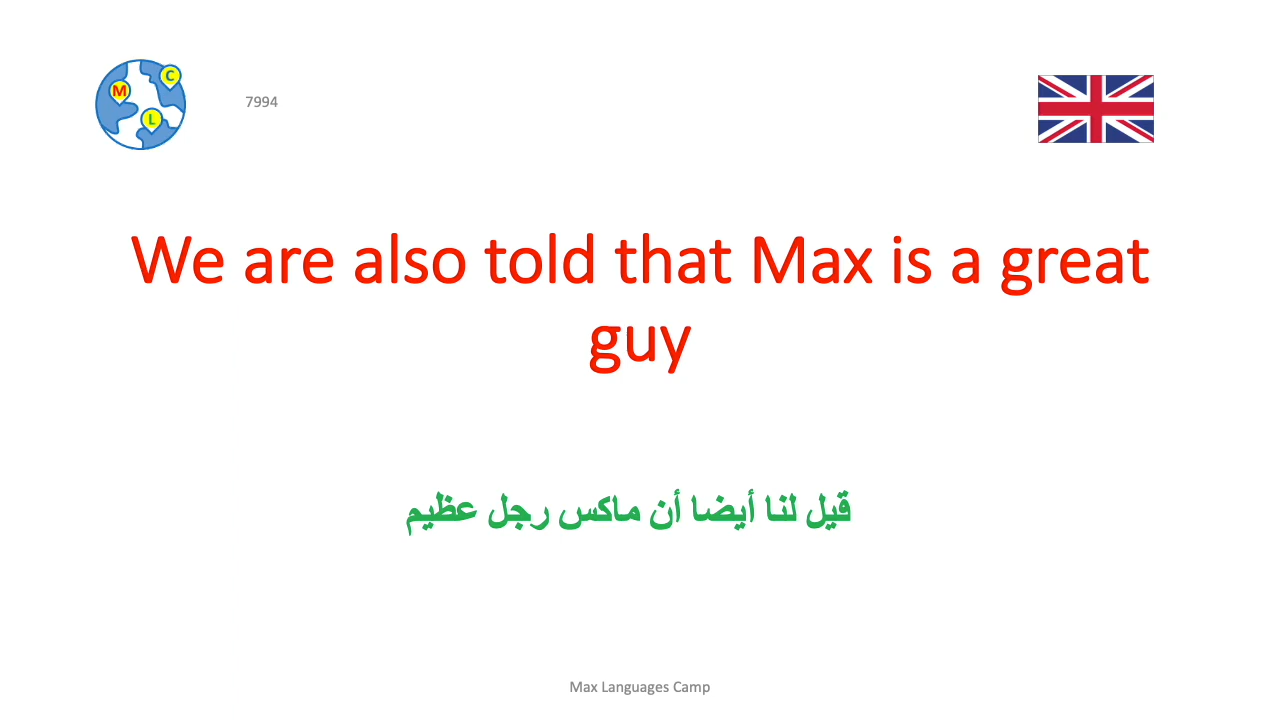 M
C
L
7994
We are also told that Max is a great
guy
قيل لنا أيضا أن ماكس رجل عظيم
Max Languages Camp